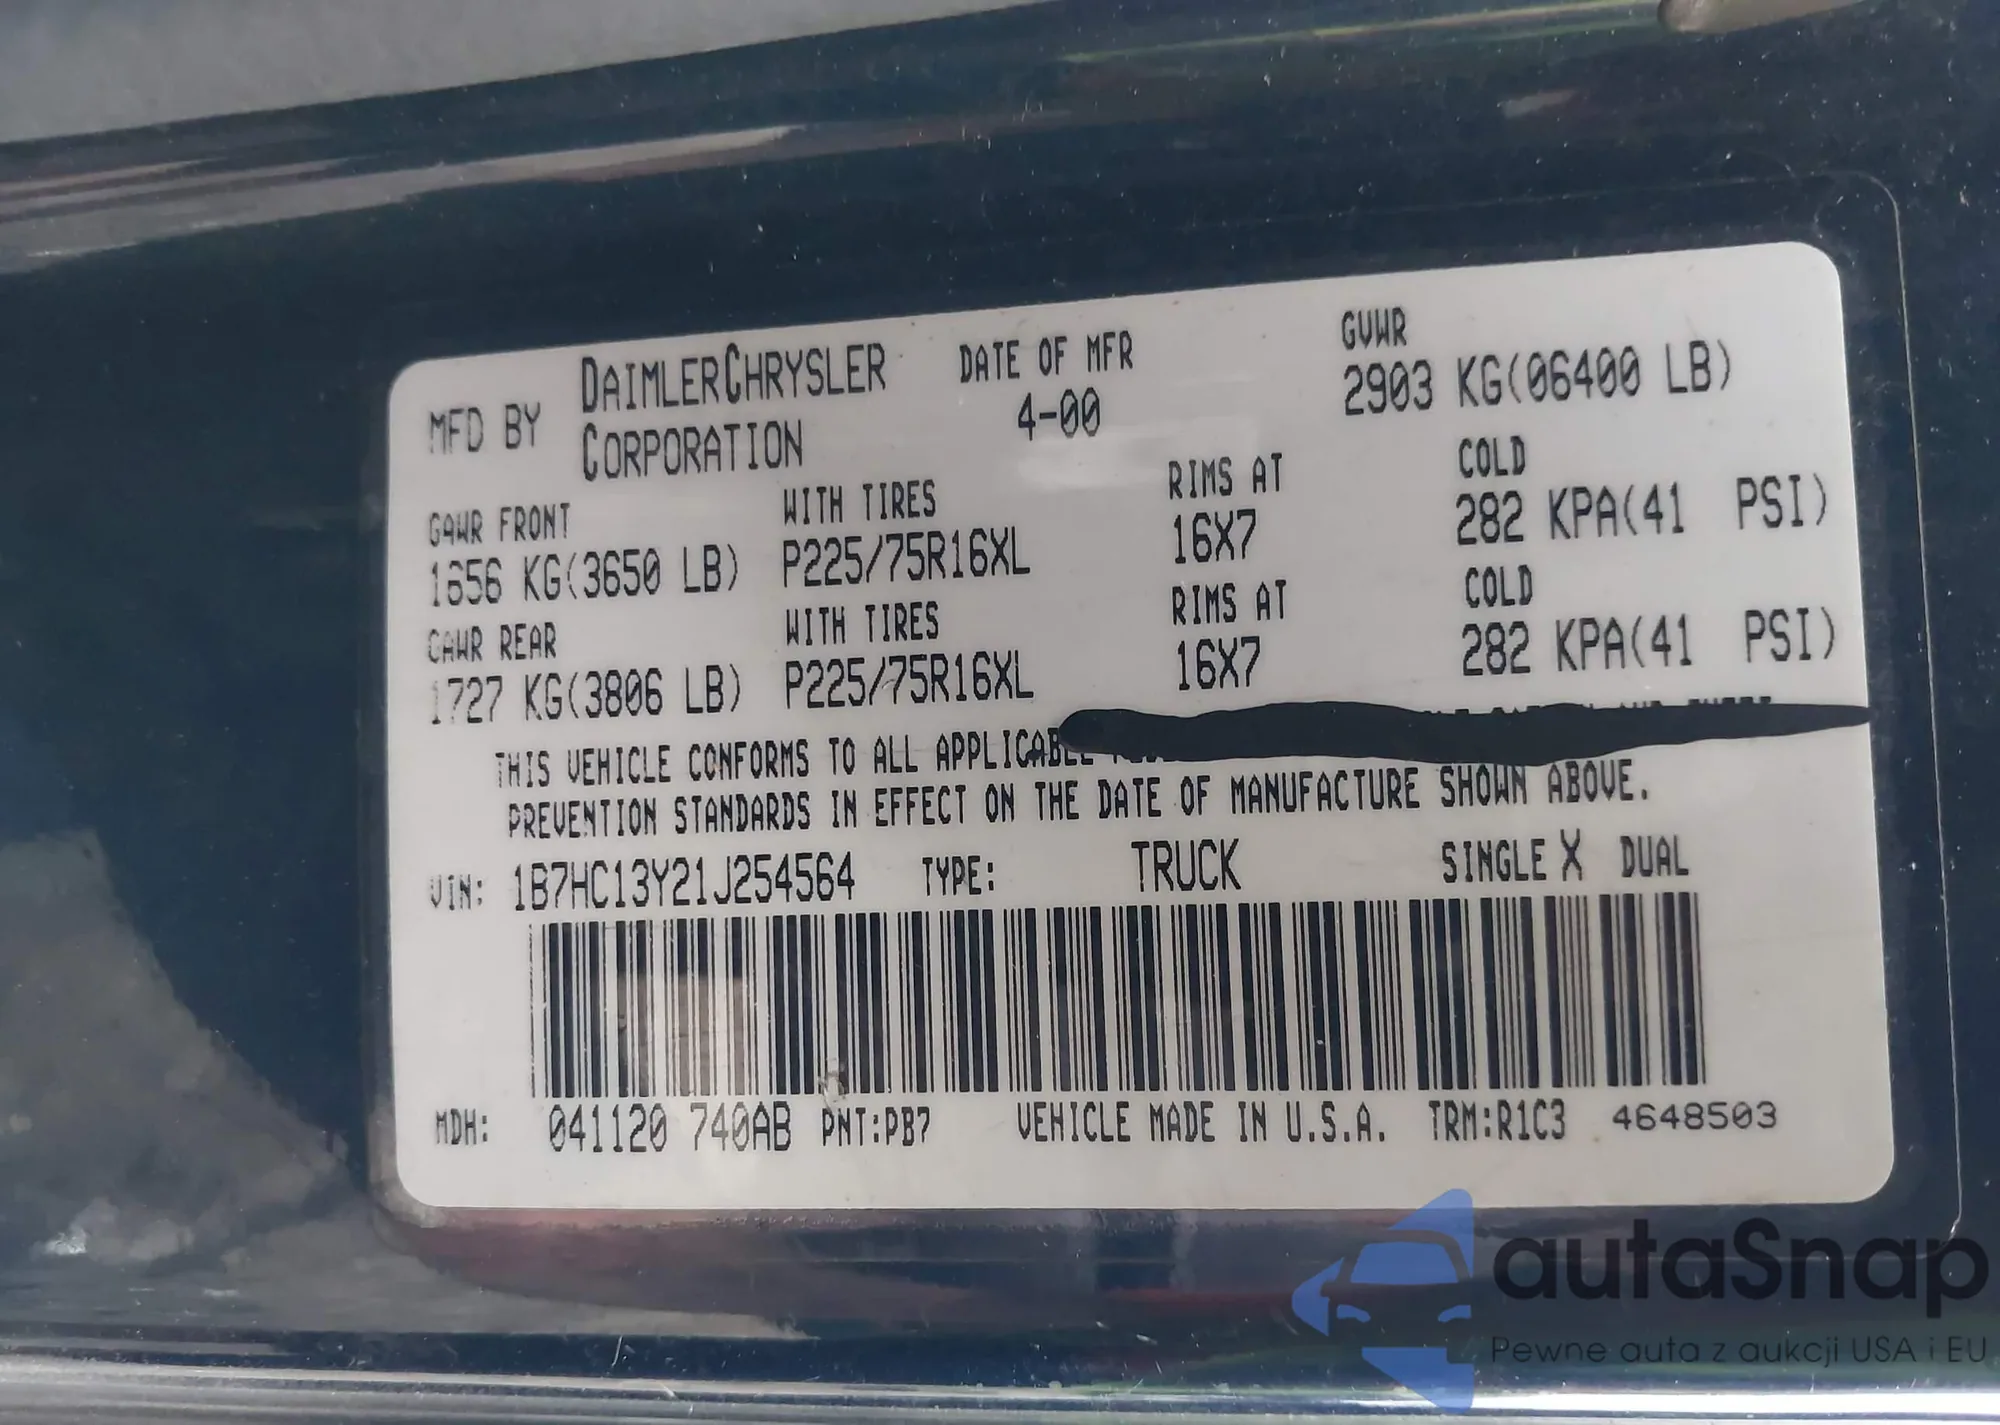 MFD BY DAIMLERCHRYSLER CORPORATION DATE OF MFR 4-00 GVWR 2903 KG(06400 LB)
GAWR FRONT WITH TIRES RIMS AT COLD
1656 KG(3650 LB) P225/75R16XL 16X7 282 KPA(41 PSI)
GAWR REAR WITH TIRES RIMS AT COLD
1727 KG(3806 LB) P225/75R16XL 16X7 282 KPA(41 PSI)
THIS VEHICLE CONFORMS TO ALL APPLICABLE
PREVENTION STANDARDS IN EFFECT ON THE DATE OF MANUFACTURE SHOWN ABOVE.
VIN: 1B7HC13Y21J254564 TYPE: TRUCK SINGLE X DUAL
MDH: 041120 740AB PNT:PB7 VEHICLE MADE IN U.S.A. TRM:R1C3 4648503
autaSnap
Pewne auta z aukcji USA i EU